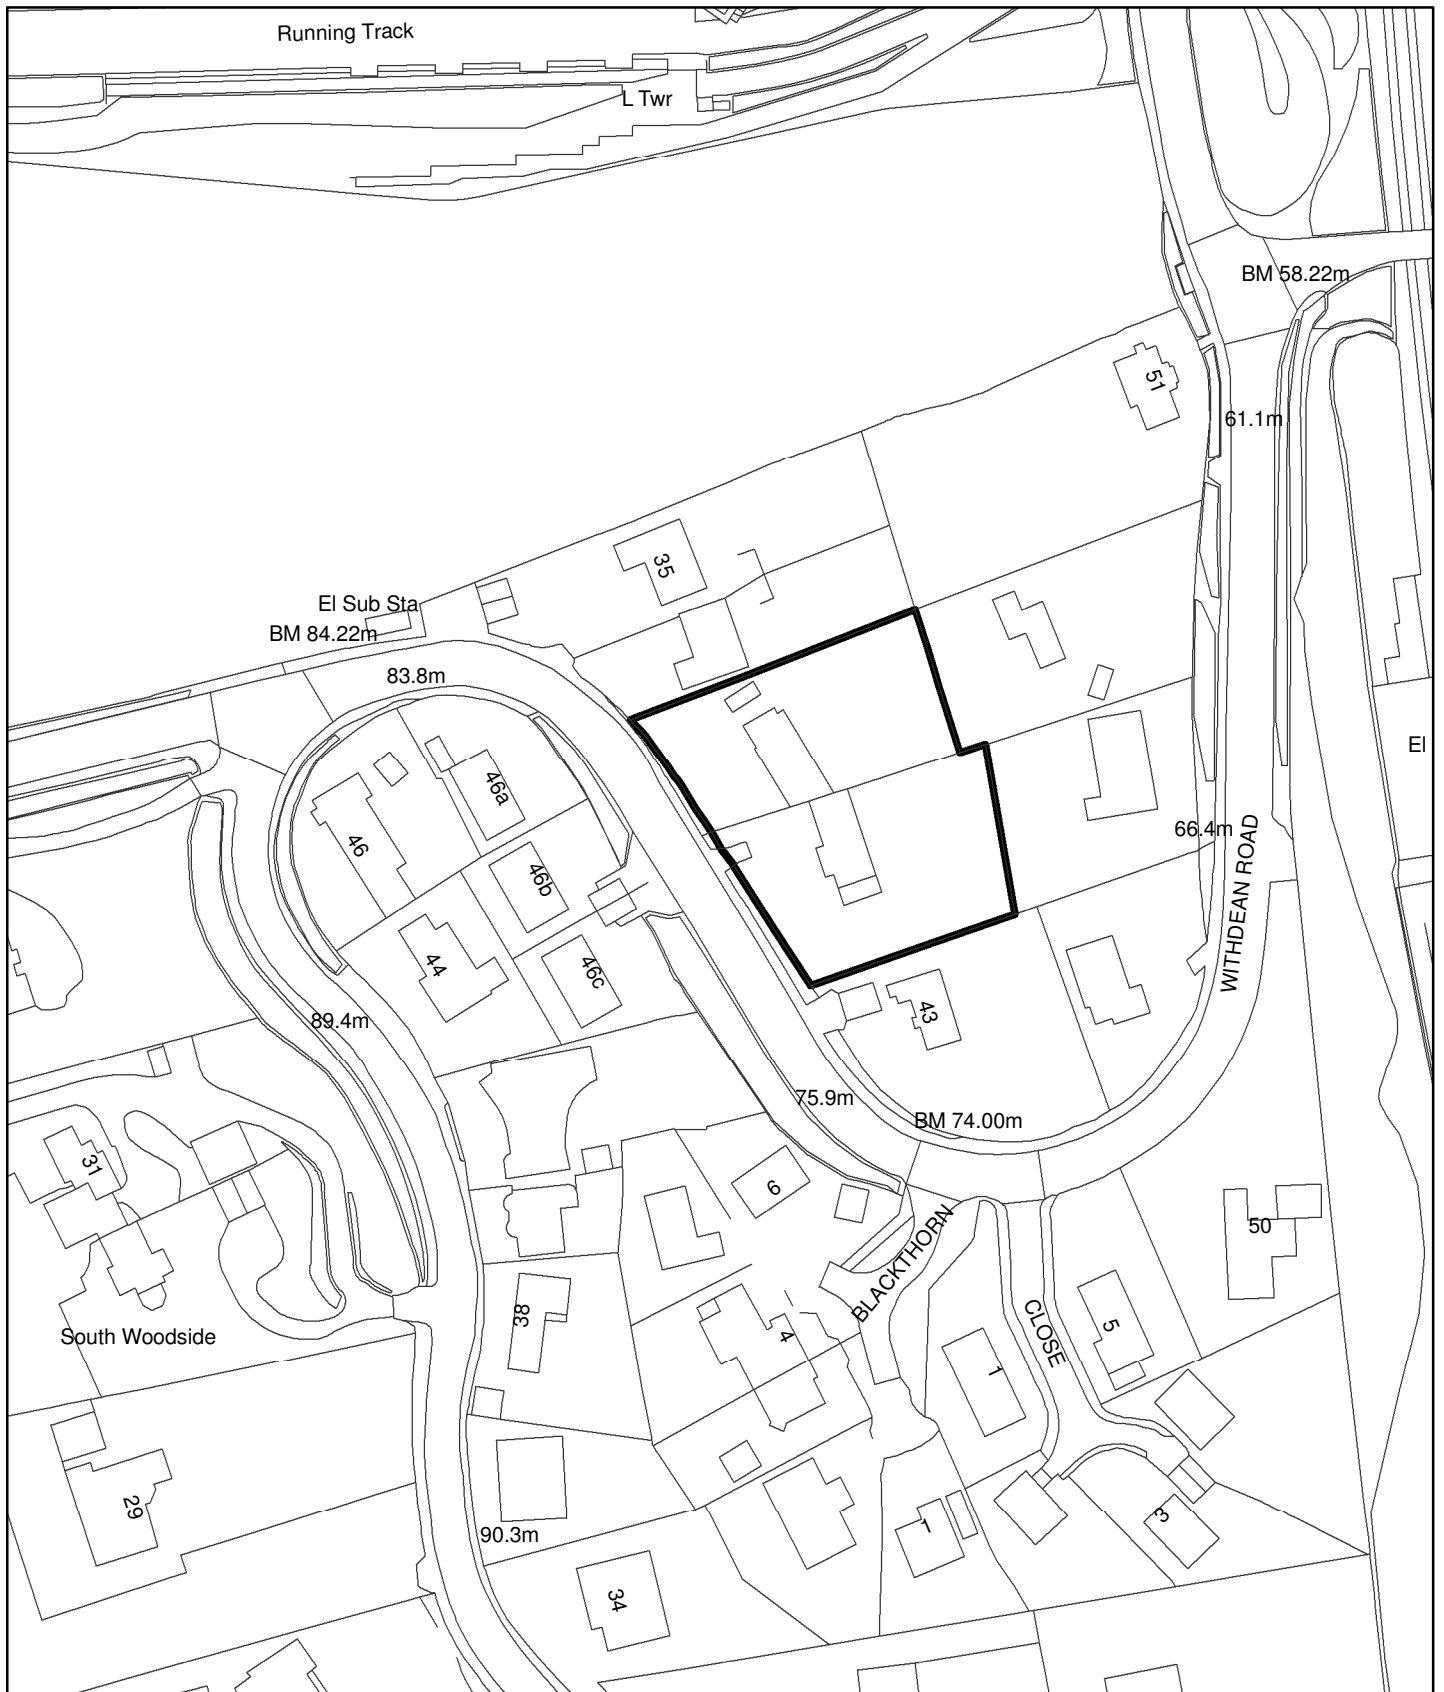 Running Track
L Twr
BM 58.22m
51
61.1m
35
El Sub Sta
BM 84.22m
83.8m
El
46a
46
66.4m
WITHDEAN ROAD
46b
44
46c
43
89.4m
75.9m
BM 74.00m
31
6
50
BLACKTHORN
CLOSE
38
4
5
South Woodside
1
29
3
1
90.3m
34